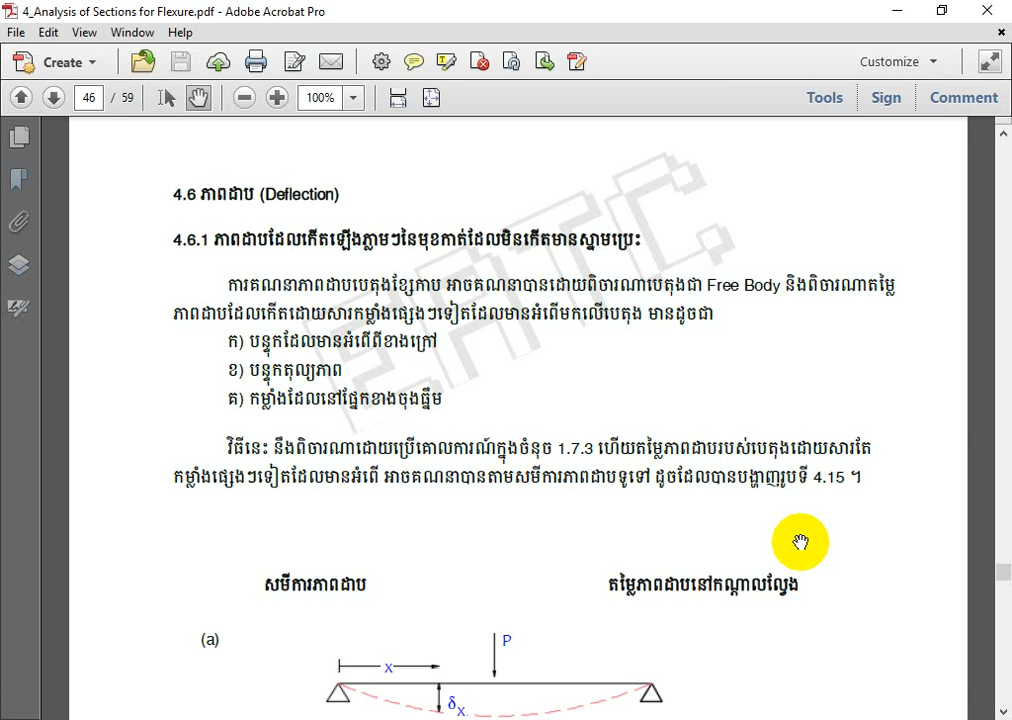 4_Analysis of Sections for Flexure.pdf - Adobe Acrobat Pro
File Edit View Window Help
Create Customize
46 / 59 100% Tools Sign Comment
EATC
4.6 ភាពដាប (Deflection)
4.6.1 ភាពដាបដែលកើតឡើងភ្លាមៗនៃមុខកាត់ដែលមិនកើតមានស្នាមប្រេះ
ការគណនាភាពដាបបេតុងខ្សែកាប អាចគណនាបានដោយពិចារណាបេតុងជា Free Body និងពិចារណាតម្លៃ
ភាពដាបដែលកើតដោយសារកម្លាំងផ្សេងៗទៀតដែលមានអំពើមកលើបេតុង មានដូចជា
ក) បន្ទុកដែលមានអំពើពីខាងក្រៅ
ខ) បន្ទុកតុល្យភាព
គ) កម្លាំងដែលនៅផ្នែកខាងចុងធ្នឹម
វិធីនេះ នឹងពិចារណាដោយប្រើគោលការណ៍ក្នុងចំនុច 1.7.3 ហើយតម្លៃភាពដាបរបស់បេតុងដោយសារតែ
កម្លាំងផ្សេងៗទៀតដែលមានអំពើ អាចគណនាបានតាមសមីការភាពដាបទូទៅ ដូចដែលបានបង្ហាញរូបទី 4.15 ។
សមីការភាពដាប តម្លៃភាពដាបនៅកណ្តាលល្វែង
(a) P
x
δx